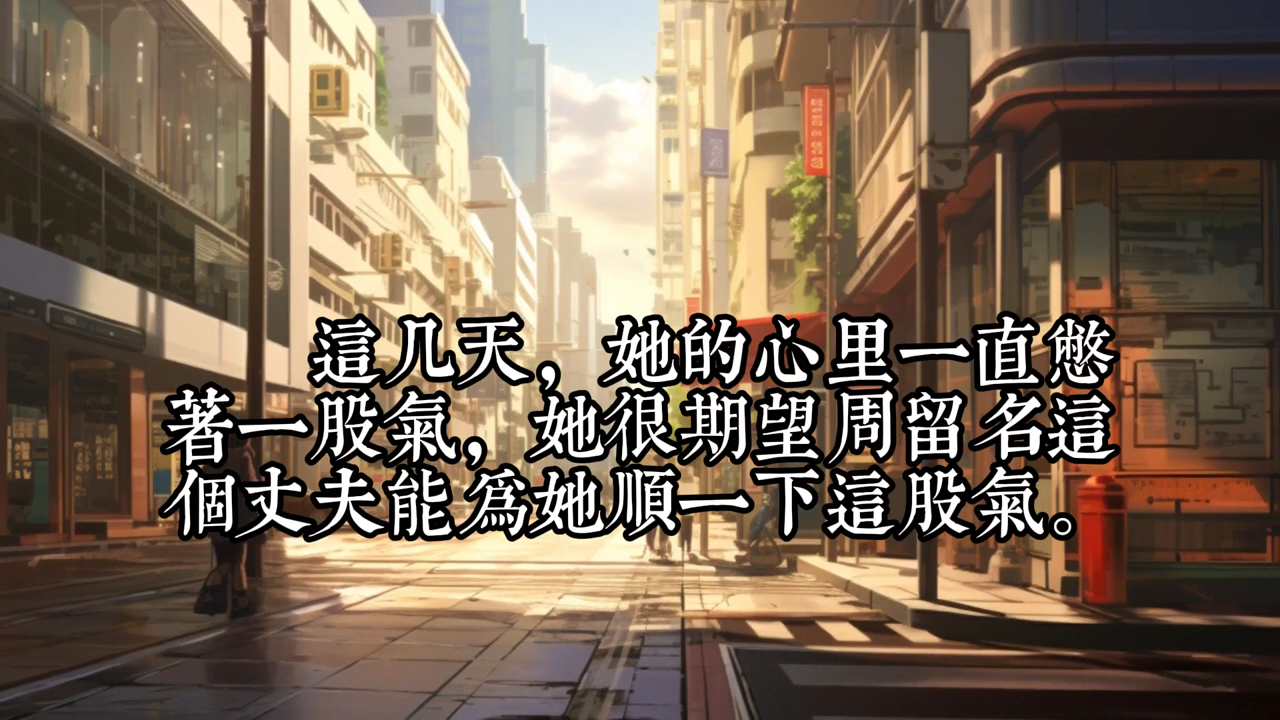 這几天，她的心里一直憋
著一股氣，她很期望周留名這
個丈夫能爲她順一下這股氣。